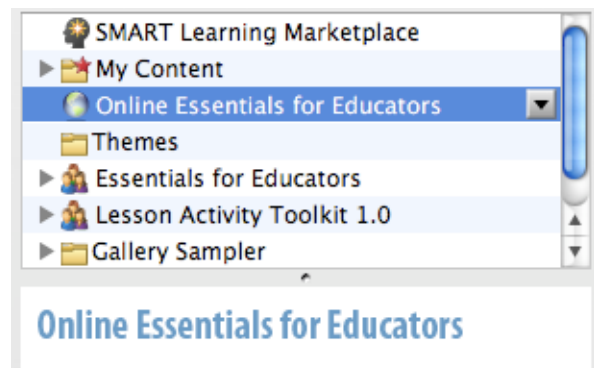 SMART Learning Marketplace
My Content
Online Essentials for Educators
Themes
Essentials for Educators
Lesson Activity Toolkit 1.0
Gallery Sampler
Online Essentials for Educators